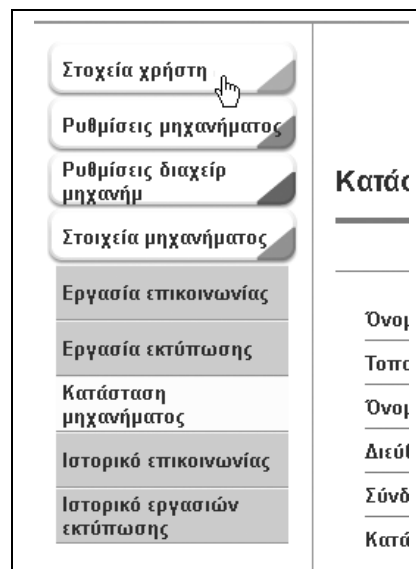 Στοχεία χρήστη
Ρυθμίσεις μηχανήματος
Ρυθμίσεις διαχείρ
μηχανήμ
Στοιχεία μηχανήματος
Εργασία επικοινωνίας
Εργασία εκτύπωσης
Κατάσταση
μηχανήματος
Ιστορικό επικοινωνίας
Ιστορικό εργασιών
εκτύπωσης